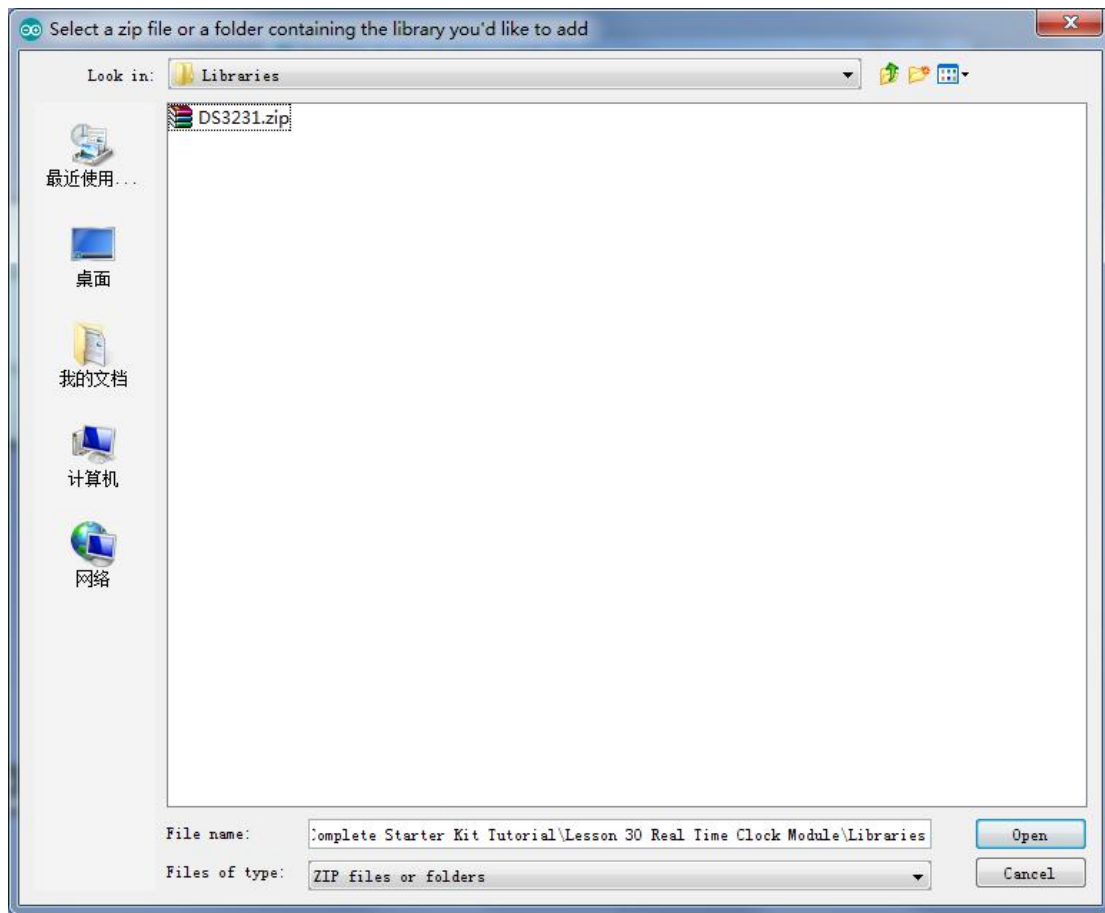 Select a zip file or a folder containing the library you'd like to add
Look in:
Libraries
DS3231.zip
最近使用...
桌面
我的文档
计算机
网络
File name:
omplete Starter Kit Tutorial\Lesson 30 Real Time Clock Module\Libraries
Open
Files of type:
ZIP files or folders
Cancel